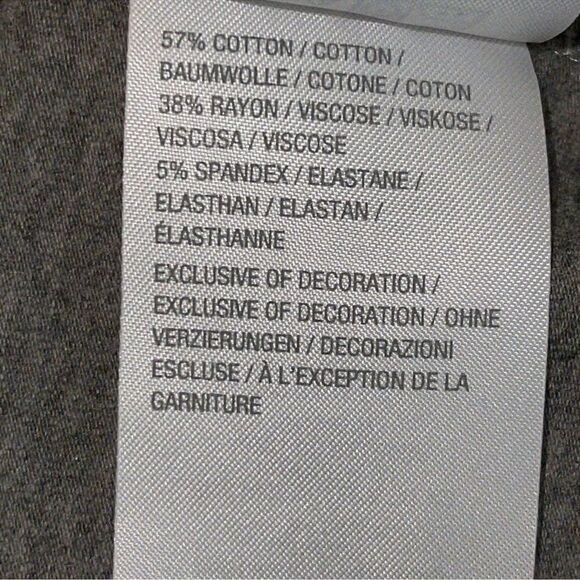 57% COTTON / COTTON /
BAUMWOLLE / COTONE / COTON
38% RAYON / VISCOSE / VISKOSE /
VISCOSA / VISCOSE
5% SPANDEX / ELASTANE /
ELASTHAN / ELASTAN /
ÉLASTHANNE
EXCLUSIVE OF DECORATION /
EXCLUSIVE OF DECORATION / OHNE
VERZIERUNGEN / DECORAZIONI
ESCLUSE / À L'EXCEPTION DE LA
GARNITURE